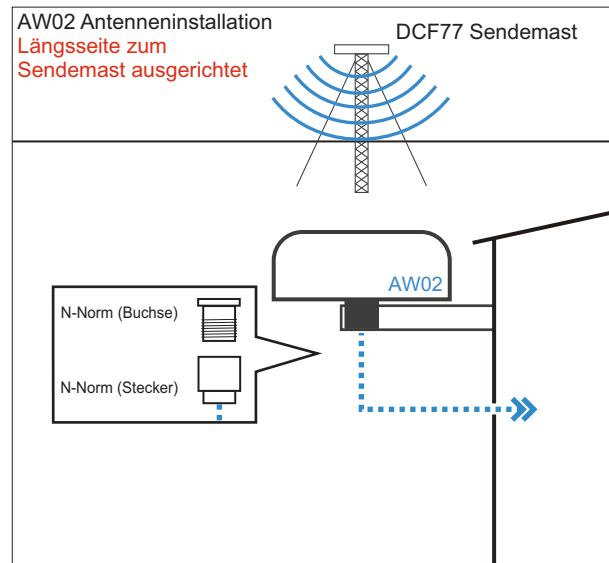 AW02 Antenneninstallation
Längsseite zum
Sendemast ausgerichtet
DCF77 Sendemast
AW02
N-Norm (Buchse)
N-Norm (Stecker)